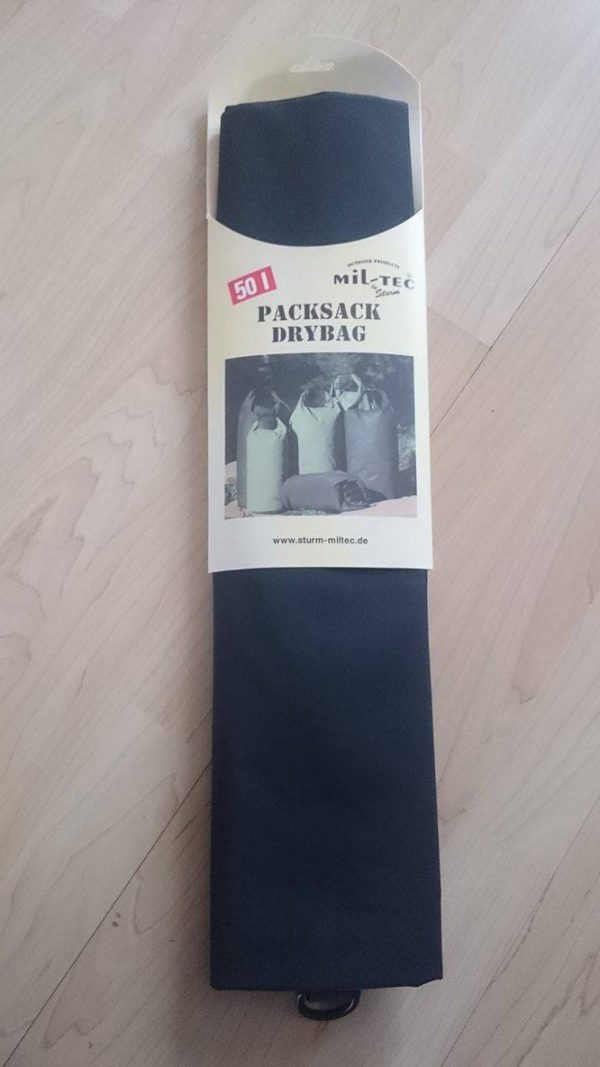 50 l
OUTDOOR PRODUCTS
MiL-TEC
by Sturm
PACKSACK
DRYBAG
www.sturm-miltec.de